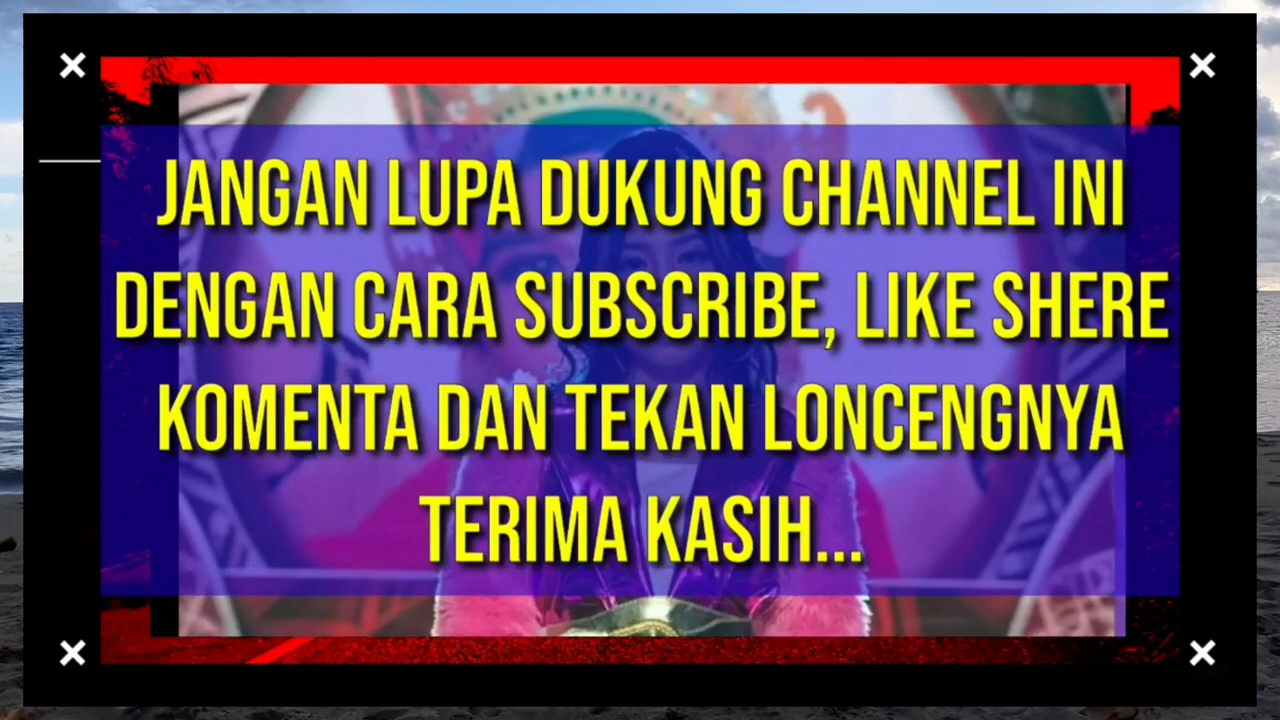 JANGAN LUPA DUKUNG CHANNEL INI
DENGAN CARA SUBSCRIBE, LIKE SHERE
KOMENTA DAN TEKAN LONCENGNYA
TERIMA KASIH...